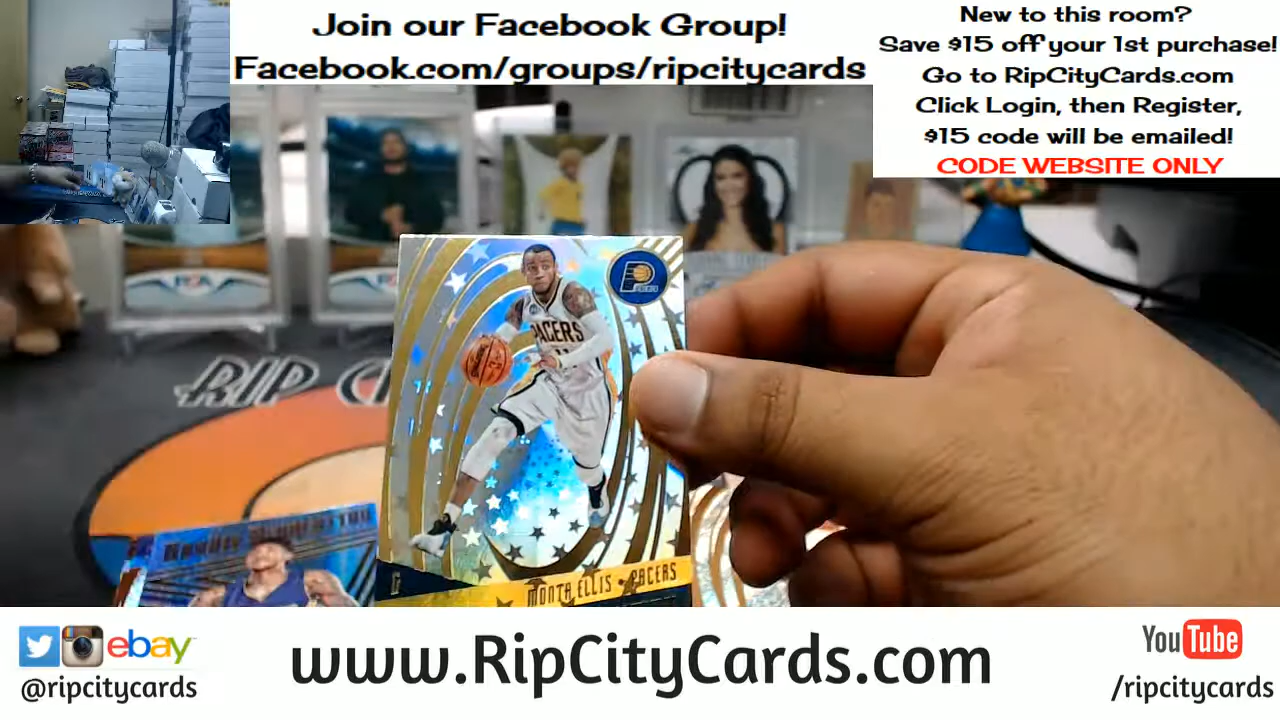 Join our Facebook Group!
Facebook.com/groups/ripcitycards
New to this room?
Save $15 off your 1st purchase!
Go to RipCityCards.com
Click Login, then Register,
$15 code will be emailed!
CODE WEBSITE ONLY
RIP C
PACERS
MONTA ELLIS PACERS
G
ebay
@ripcitycards
www.RipCityCards.com
YouTube
/ripcitycards